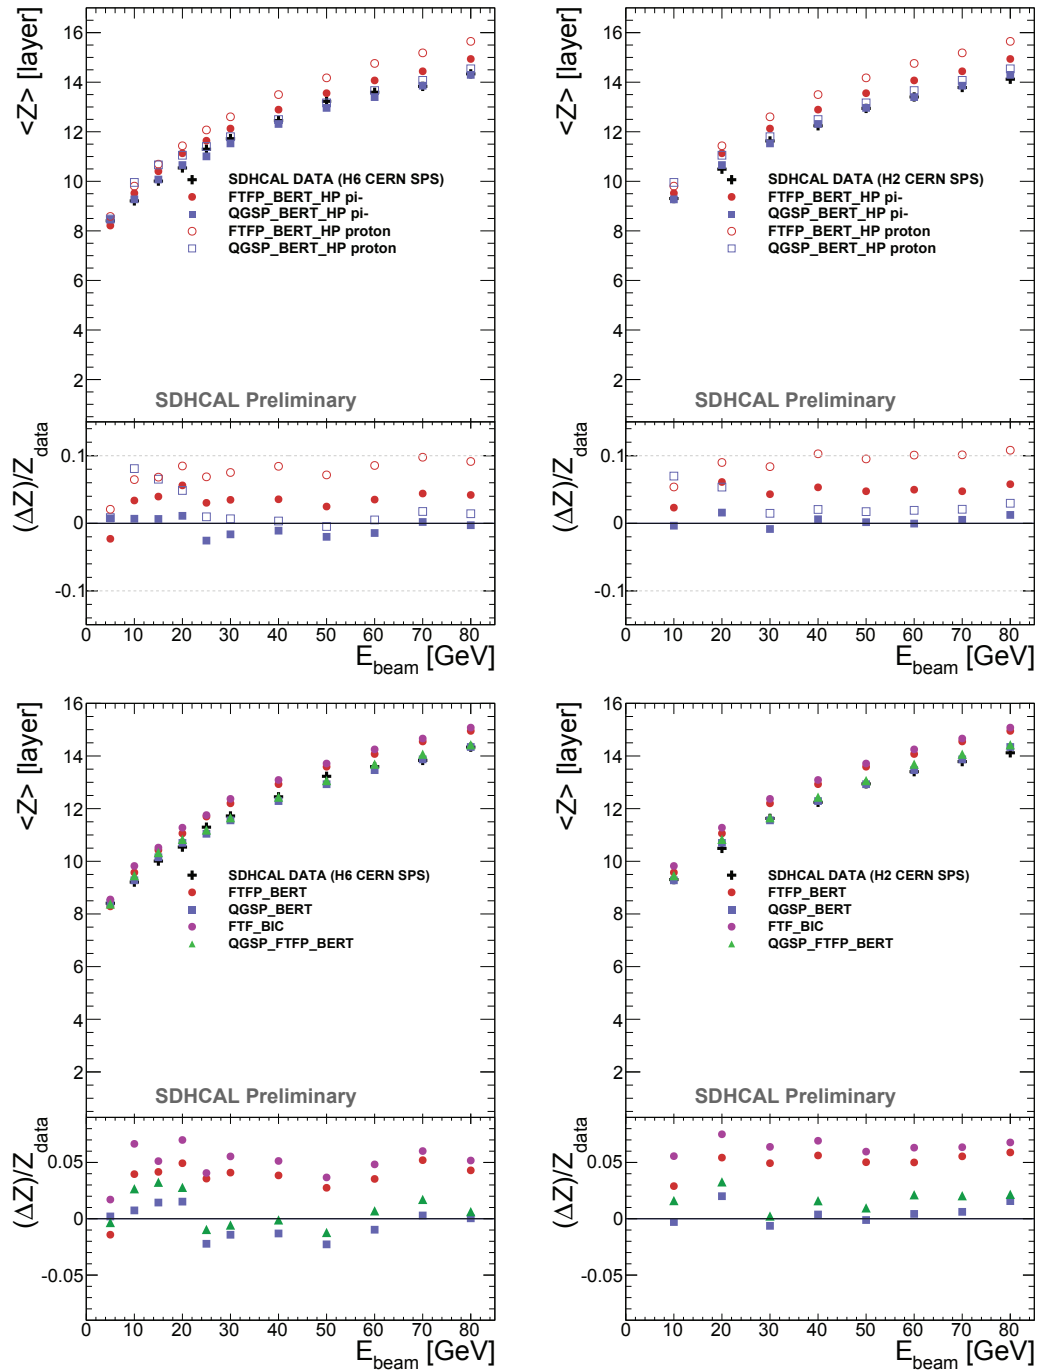 <Z> [layer]
16
14
12
10
8
6
4
2
SDHCAL DATA (H6 CERN SPS)
FTFP_BERT_HP pi-
QGSP_BERT_HP pi-
FTFP_BERT_HP proton
QGSP_BERT_HP proton
SDHCAL Preliminary
(ΔZ)/Z_data
0.1
0
-0.1
0 10 20 30 40 50 60 70 80
E_beam [GeV]
<Z> [layer]
16
14
12
10
8
6
4
2
SDHCAL DATA (H2 CERN SPS)
FTFP_BERT_HP pi-
QGSP_BERT_HP pi-
FTFP_BERT_HP proton
QGSP_BERT_HP proton
SDHCAL Preliminary
(ΔZ)/Z_data
0.1
0
-0.1
0 10 20 30 40 50 60 70 80
E_beam [GeV]
<Z> [layer]
16
14
12
10
8
6
4
2
SDHCAL DATA (H6 CERN SPS)
FTFP_BERT
QGSP_BERT
FTF_BIC
QGSP_FTFP_BERT
SDHCAL Preliminary
(ΔZ)/Z_data
0.05
0
-0.05
0 10 20 30 40 50 60 70 80
E_beam [GeV]
<Z> [layer]
16
14
12
10
8
6
4
2
SDHCAL DATA (H2 CERN SPS)
FTFP_BERT
QGSP_BERT
FTF_BIC
QGSP_FTFP_BERT
SDHCAL Preliminary
(ΔZ)/Z_data
0.05
0
-0.05
0 10 20 30 40 50 60 70 80
E_beam [GeV]